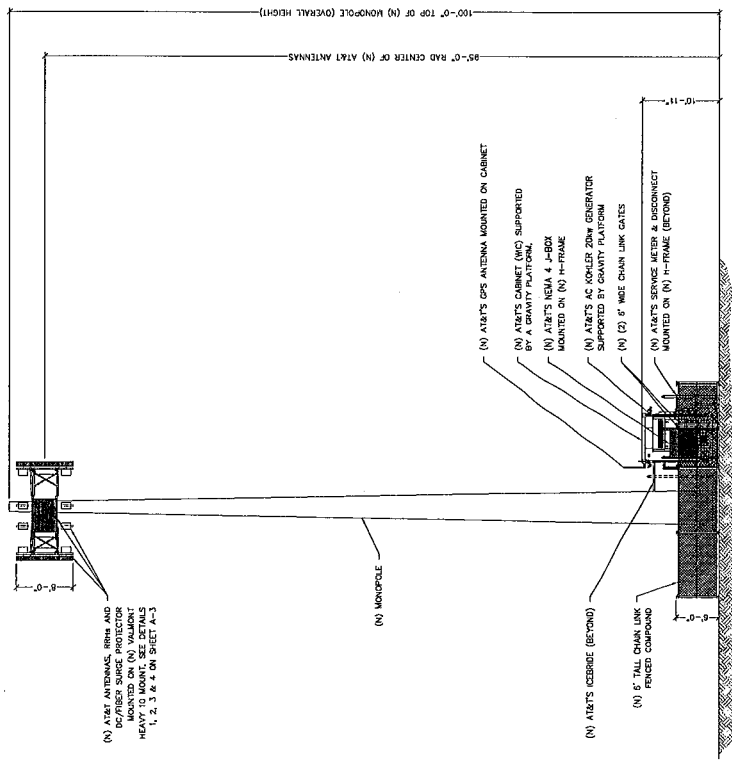 100'-0" TOP OF (N) MONOPOLE (OVERALL HEIGHT)
95'-0" RAD CENTER OF (N) AT&T ANTENNAS
10'-11"
(N) AT&T'S GPS ANTENNA MOUNTED ON CABINET
(N) AT&T'S CABINET (WIC) SUPPORTED
BY A GRAVITY PLATFORM,
(N) AT&T'S NEMA 4 J-BOX
MOUNTED ON (N) H-FRAME
(N) AT&T'S AC KOHLER 20kw GENERATOR
SUPPORTED BY GRAVITY PLATFORM
(N) (2) 6' WIDE CHAIN LINK GATES
(N) AT&T'S SERVICE METER & DISCONNECT
MOUNTED ON (N) H-FRAME (BEYOND)
8'-0"
(N) AT&T ANTENNAS, RRHs AND
DC/FIBER SURGE PROTECTOR
MOUNTED ON (N) VALMONT
HEAVY 10 MOUNT, SEE DETAILS
1, 2, 3 & 4 ON SHEET A-3
(N) MONOPOLE
(N) AT&T'S ICEBRIDE (BEYOND)
(N) 6' TALL CHAIN LINK
FENCED COMPOUND
6'-0"